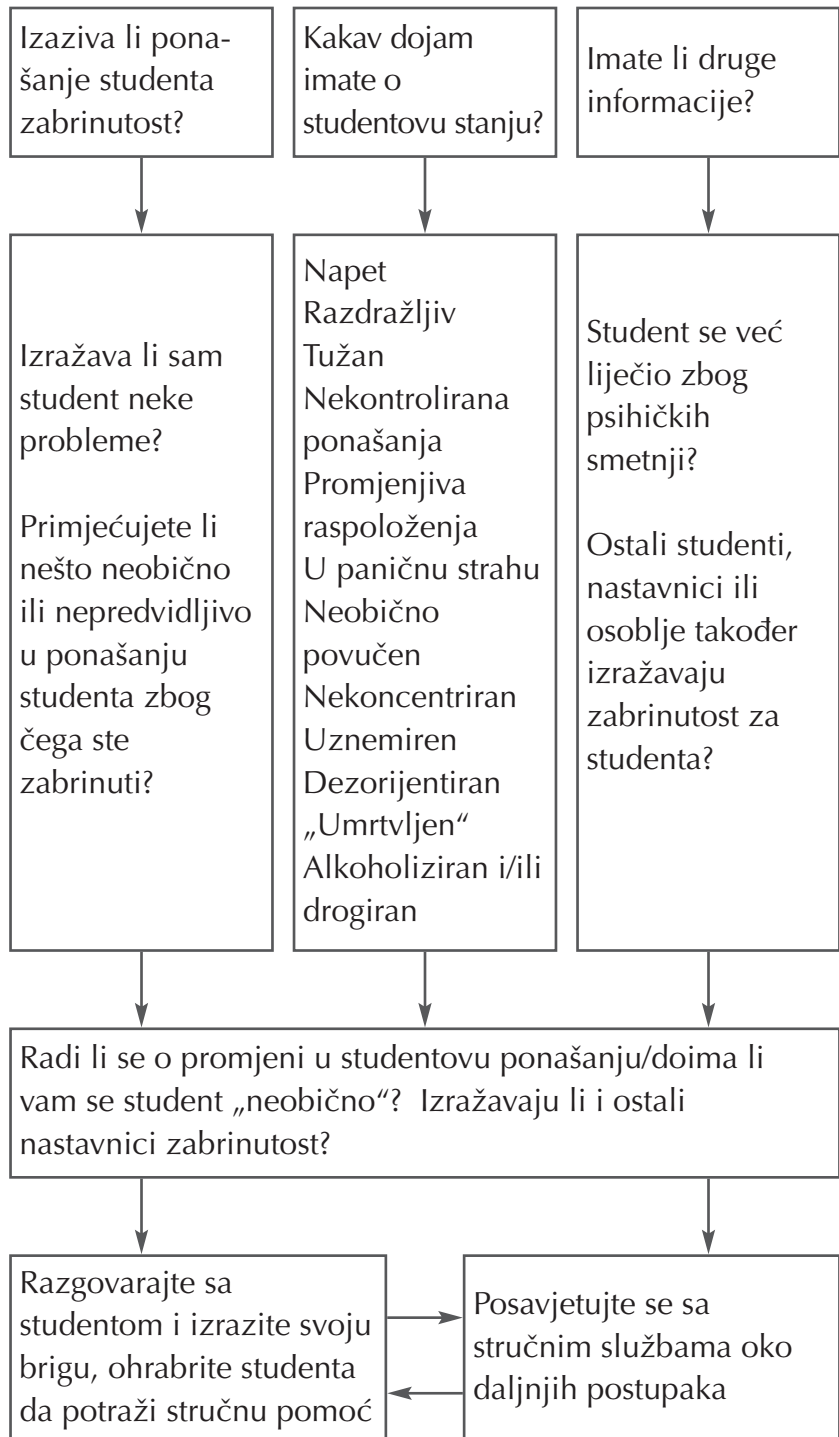 Izaziva li pona-
šanje studenta
zabrinutost?
Kakav dojam
imate o
studentovu stanju?
Imate li druge
informacije?
Izražava li sam
student neke
probleme?
Primjećujete li
nešto neobično
ili nepredvidljivo
u ponašanju
studenta zbog
čega ste
zabrinuti?
Napet
Razdražljiv
Tužan
Nekontrolirana
ponašanja
Promjenjiva
raspoloženja
U paničnu strahu
Neobično
povučen
Nekoncentriran
Uznemiren
Dezorijentiran
„Umrtvljen“
Alkoholiziran i/ili
drogiran
Student se već
liječio zbog
psihičkih
smetnji?
Ostali studenti,
nastavnici ili
osoblje također
izražavaju
zabrinutost za
studenta?
Radi li se o promjeni u studentovu ponašanju/doima li
vam se student „neobično“? Izražavaju li i ostali
nastavnici zabrinutost?
Razgovarajte sa
studentom i izrazite svoju
brigu, ohrabrite studenta
da potraži stručnu pomoć
Posavjetujte se sa
stručnim službama oko
daljnjih postupaka